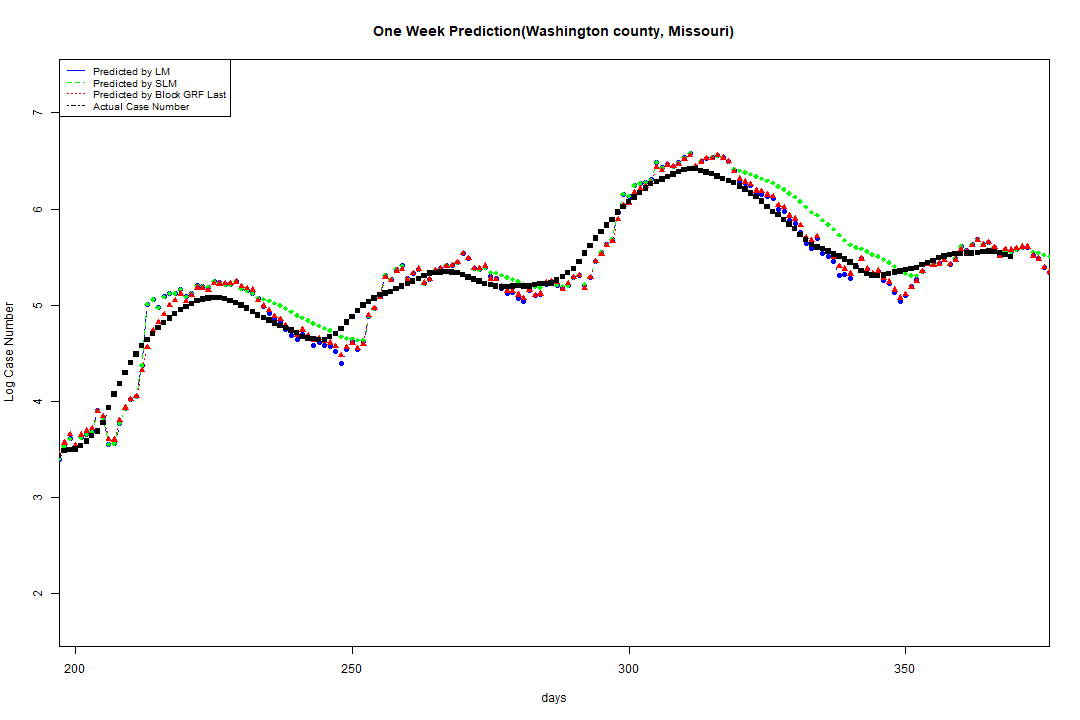 One Week Prediction(Washington county, Missouri)
Predicted by LM
Predicted by SLM
Predicted by Block GRF Last
Actual Case Number
7
6
5
4
3
2
Log Case Number
200 250 300 350
days